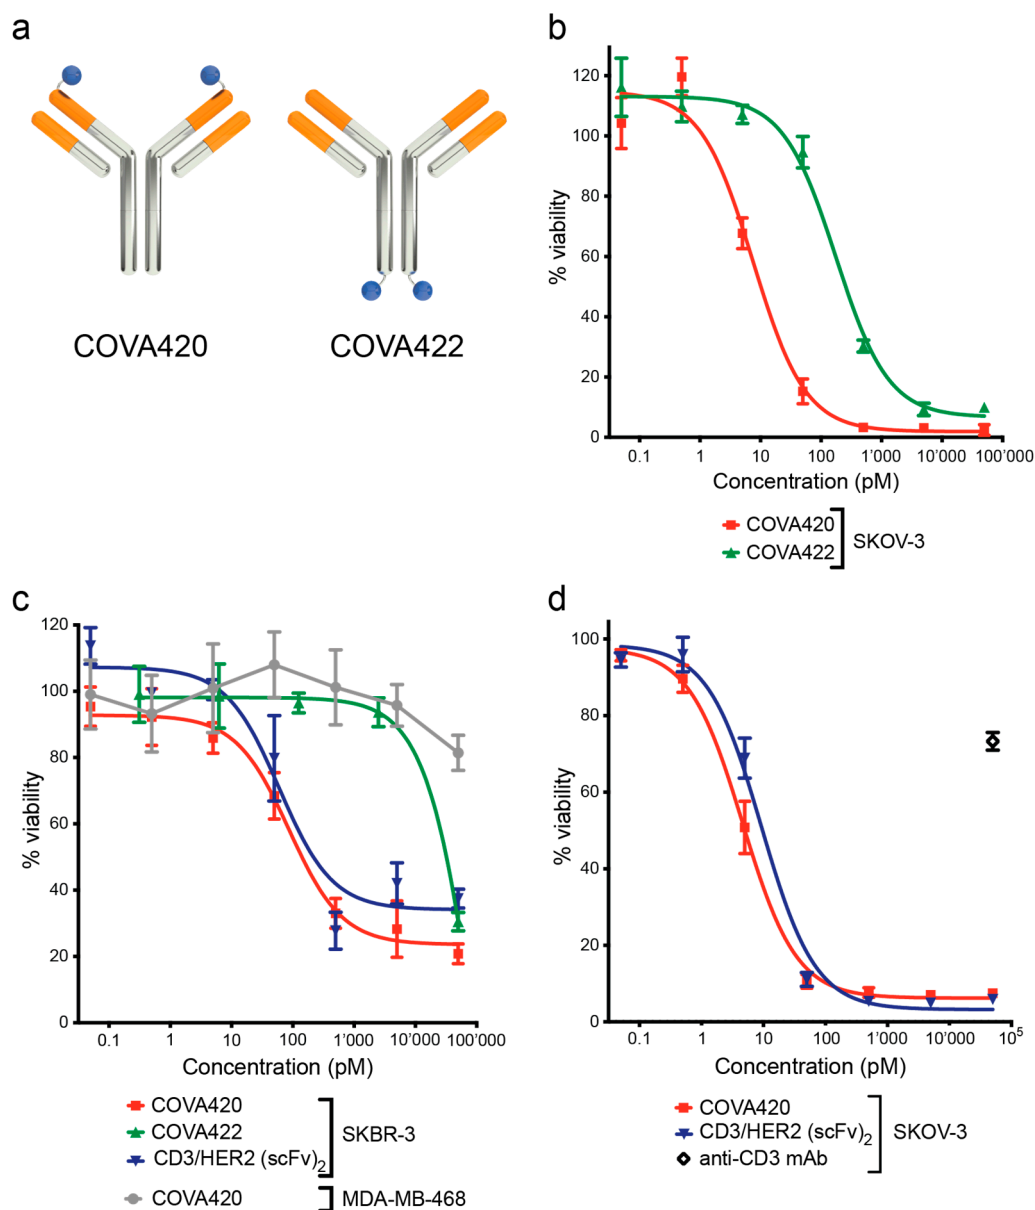 a
COVA420
COVA422
b
% viability
120
100
80
60
40
20
0
0.1 1 10 100 1'000 10'000 100'000
Concentration (pM)
COVA420
COVA422
SKOV-3
c
% viability
120
100
80
60
40
20
0
0.1 1 10 100 1'000 10'000 100'000
Concentration (pM)
COVA420
COVA422
CD3/HER2 (scFv)₂
SKBR-3
COVA420
MDA-MB-468
d
% viability
100
80
60
40
20
0
0.1 1 10 100 1'000 10'000 10⁵
Concentration (pM)
COVA420
CD3/HER2 (scFv)₂
anti-CD3 mAb
SKOV-3